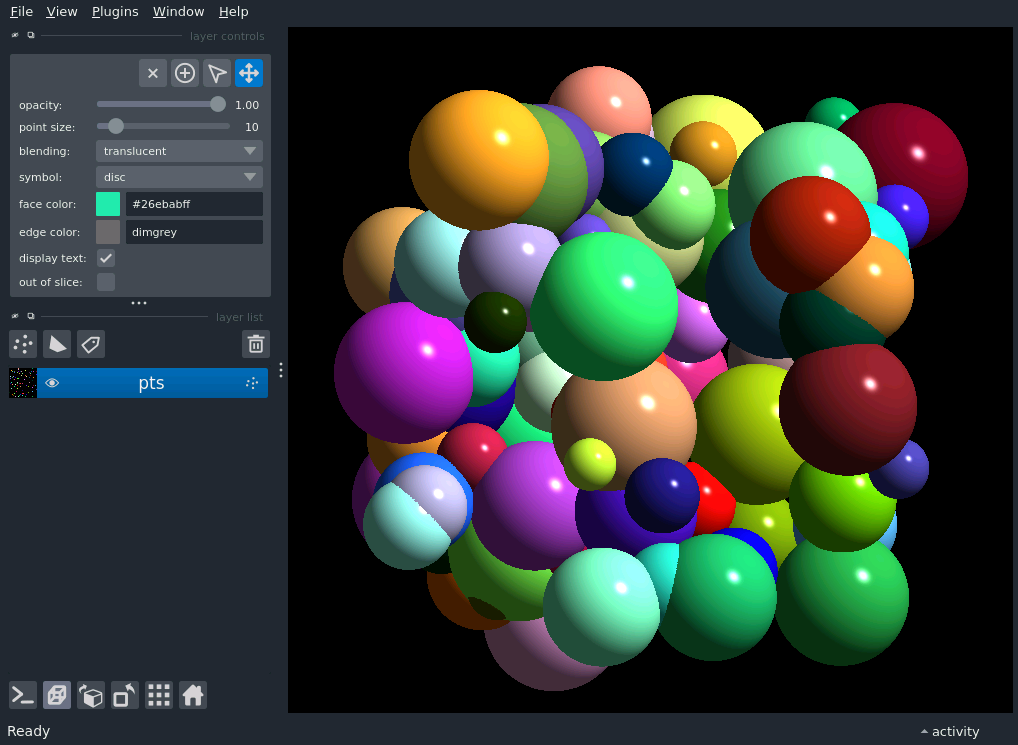 File View Plugins Window Help
layer controls
opacity: 1.00
point size: 10
blending: translucent
symbol: disc
face color: #26ebabff
edge color: dimgrey
display text:
out of slice:
layer list
pts
Ready activity